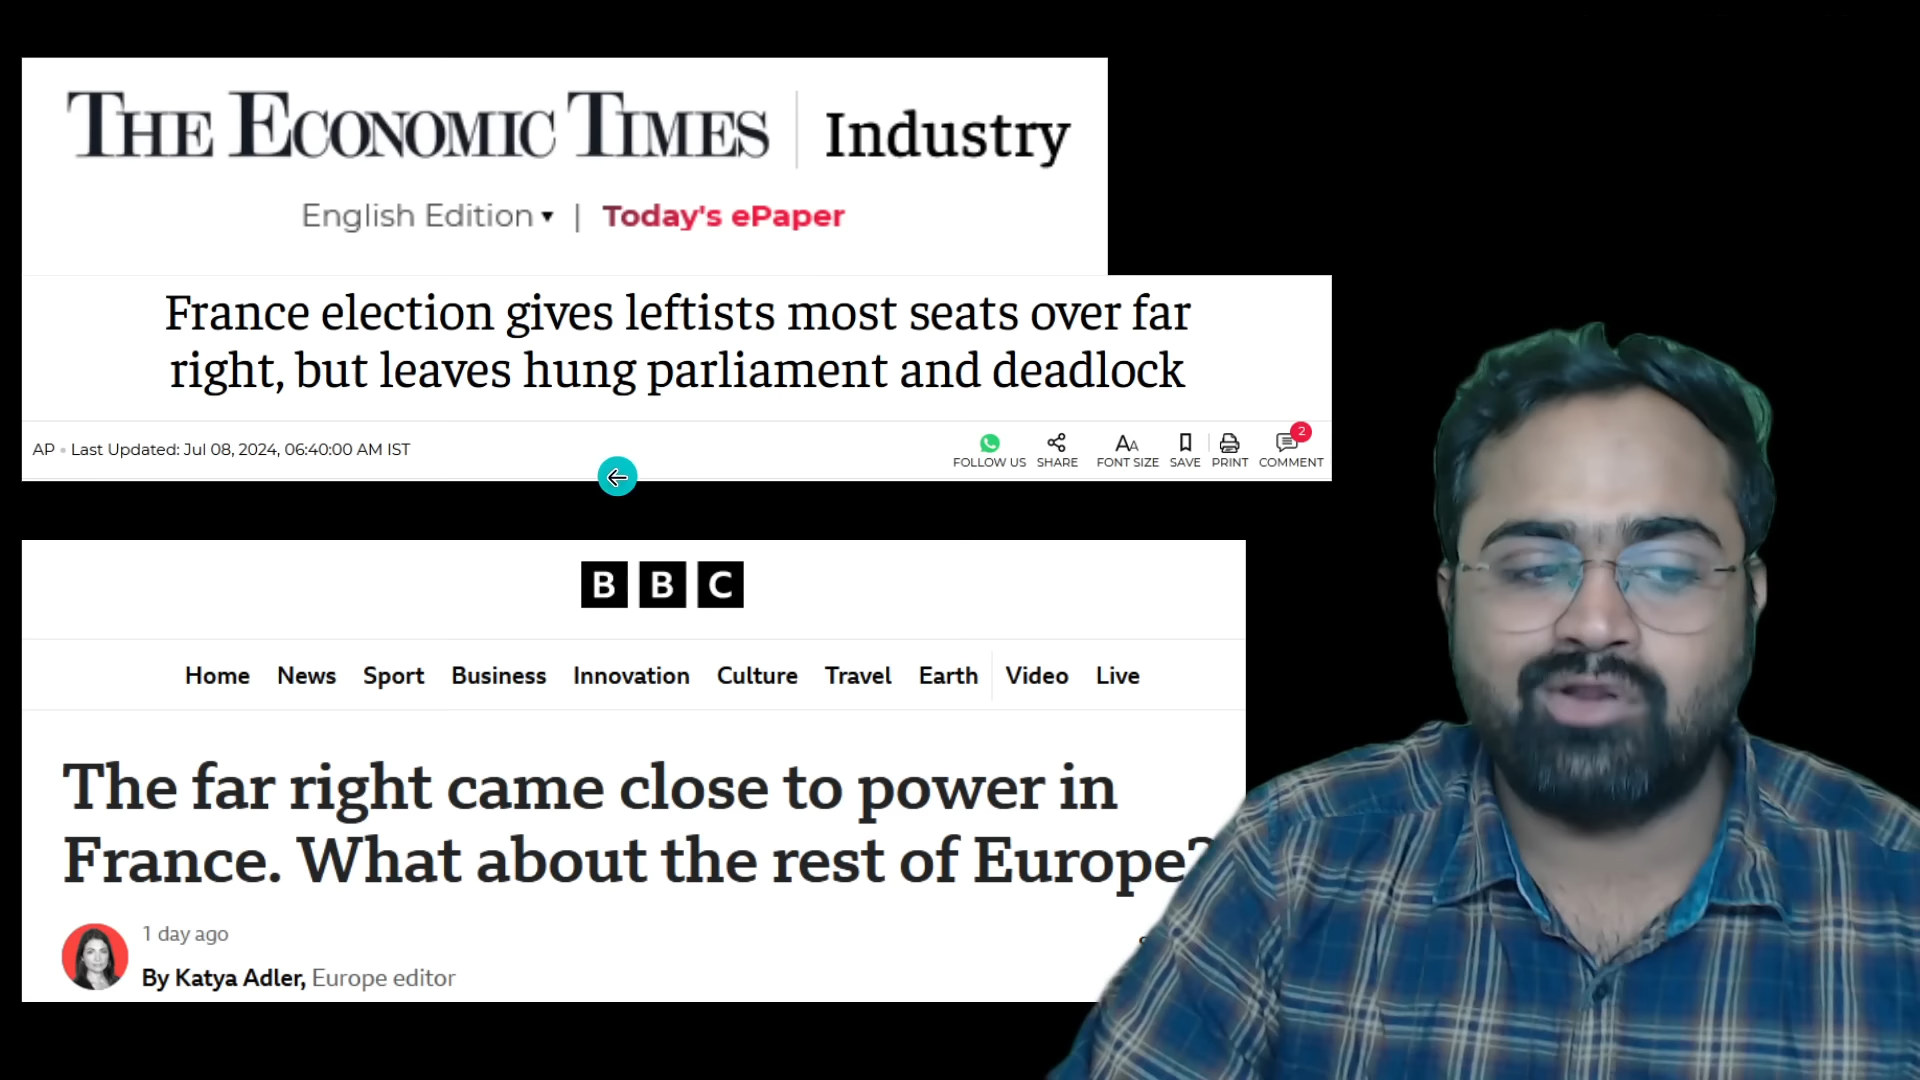 THE ECONOMIC TIMES | Industry
English Edition ▾ | Today's ePaper
France election gives leftists most seats over far
right, but leaves hung parliament and deadlock
AP • Last Updated: Jul 08, 2024, 06:40:00 AM IST
FOLLOW US SHARE FONT SIZE SAVE PRINT COMMENT
2
BBC
Home News Sport Business Innovation Culture Travel Earth Video Live
The far right came close to power in
France. What about the rest of Europe?
1 day ago
By Katya Adler, Europe editor